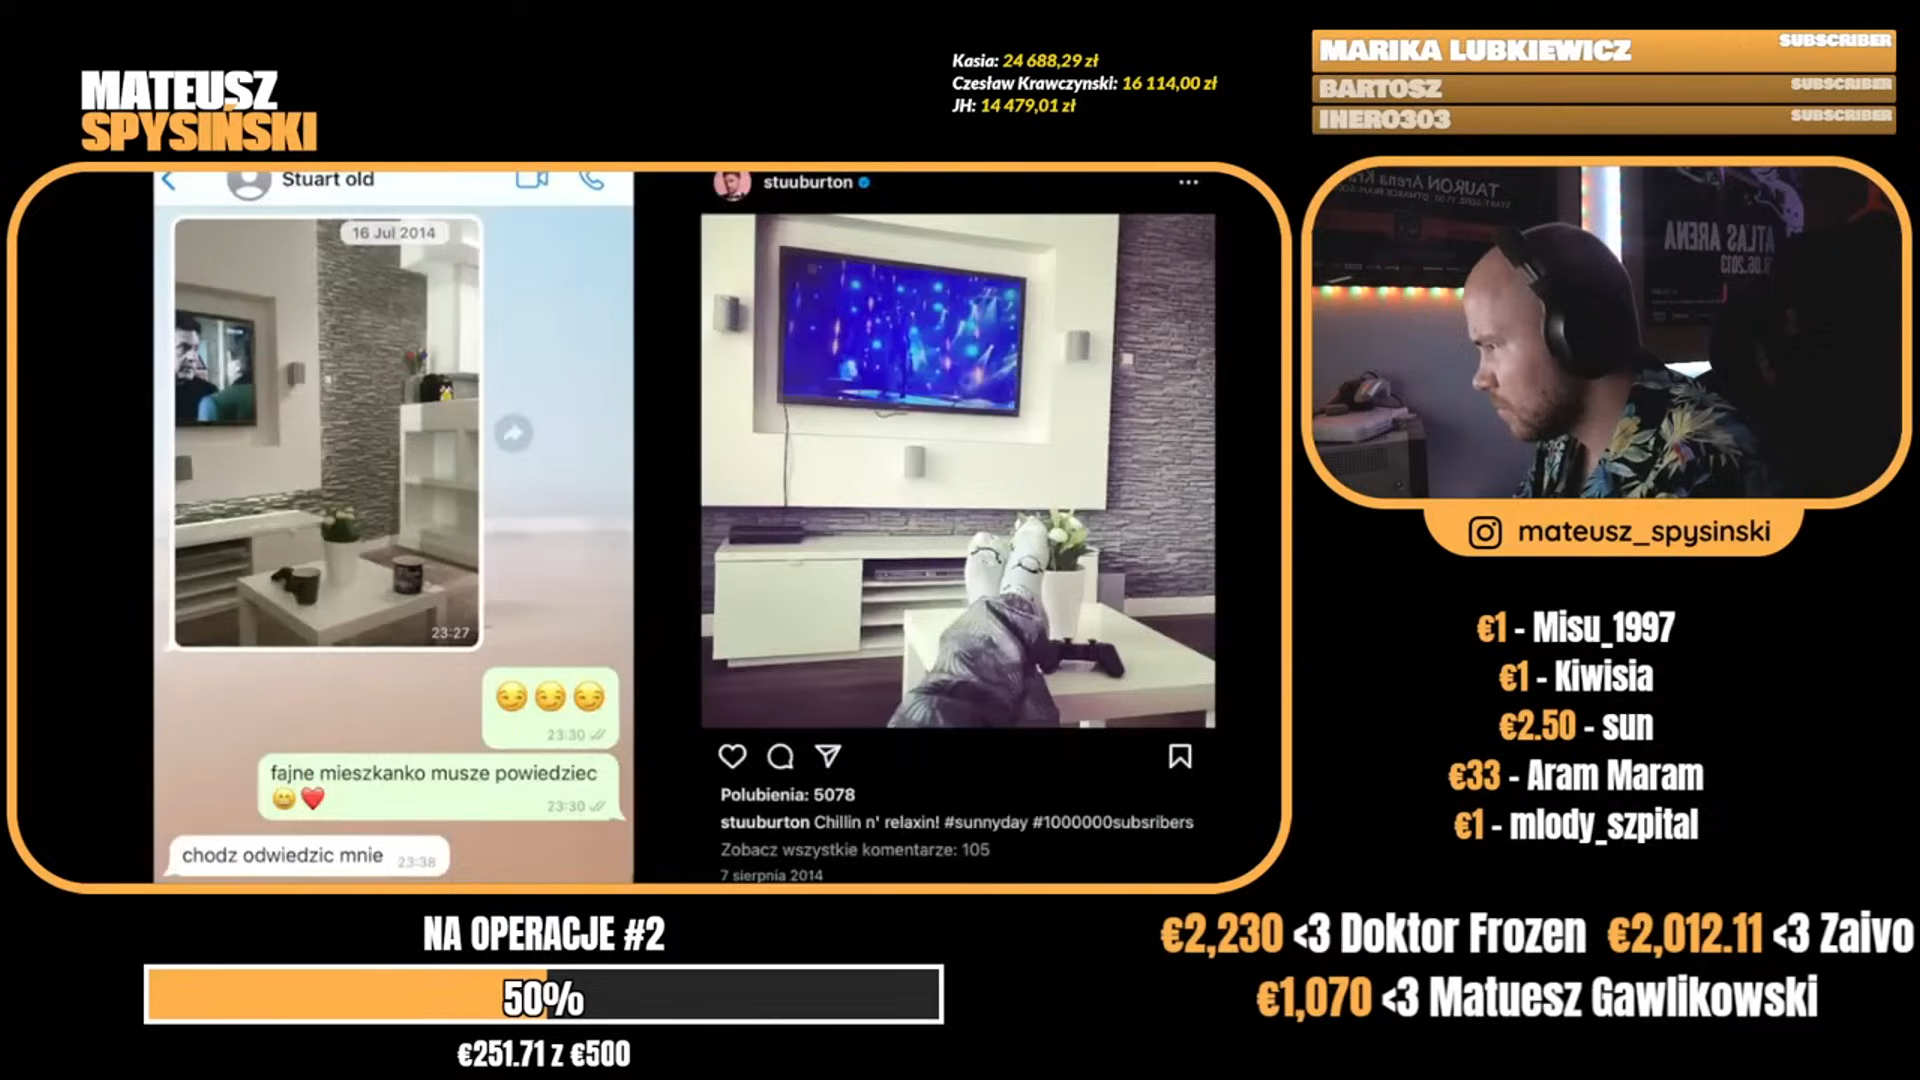 MATEUSZ
SPYSIŃSKI
Kasia: 24 688,29 zł
Czesław Krawczynski: 16 114,00 zł
JH: 14 479,01 zł
MARIKA LUBKIEWICZ SUBSCRIBER
BARTOSZ SUBSCRIBER
IHERO303 SUBSCRIBER
Stuart old
16 Jul 2014
23:27
😏 😏 😏
23:30
fajne mieszkanko musze powiedziec
😁❤️
23:30
chodz odwiedzic mnie 23:38
stuuburton
Polubienia: 5078
stuuburton Chillin n' relaxin! #sunnyday #1000000subsribers
Zobacz wszystkie komentarze: 105
7 sierpnia 2014
TAURON Arena Kra
ATLAS ARENA
mateusz_spysinski
€1 - Misu_1997
€1 - Kiwisia
€2.50 - sun
€33 - Aram Maram
€1 - mlody_szpital
NA OPERACJE #2
50%
€251.71 z €500
€2,230 <3 Doktor Frozen €2,012.11 <3 Zaivo
€1,070 <3 Matuesz Gawlikowski